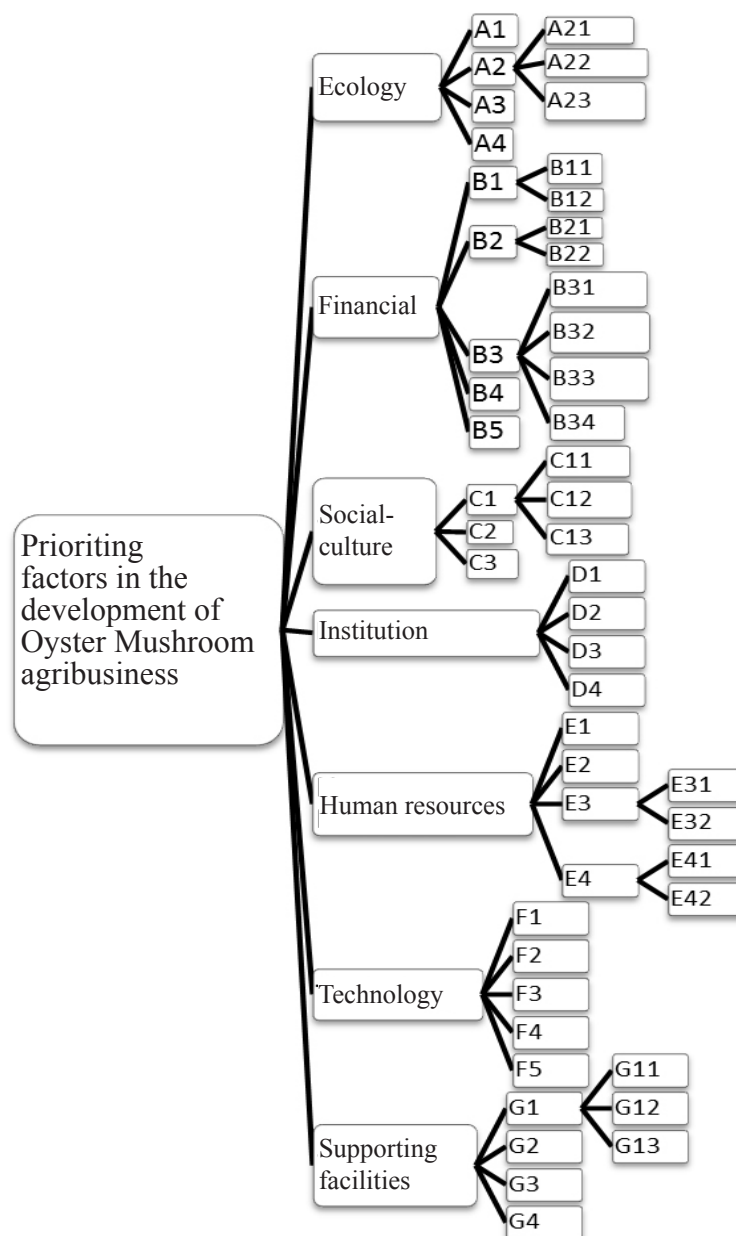 Prioriting
factors in the
development of
Oyster Mushroom
agribusiness
Ecology
A1
A2
A3
A4
A21
A22
A23
Financial
B1
B2
B3
B4
B5
B11
B12
B21
B22
B31
B32
B33
B34
Social-
culture
C1
C2
C3
C11
C12
C13
Institution
D1
D2
D3
D4
Human resources
E1
E2
E3
E4
E31
E32
E41
E42
Technology
F1
F2
F3
F4
F5
Supporting
facilities
G1
G2
G3
G4
G11
G12
G13